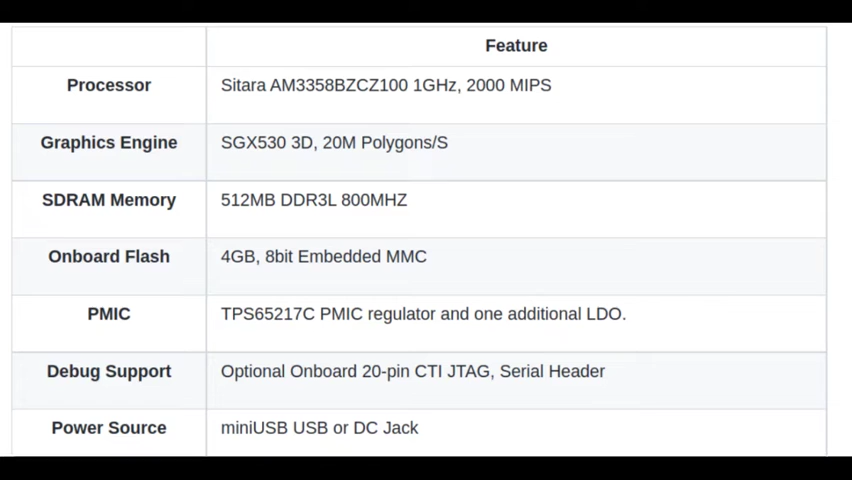 Feature
Processor Sitara AM3358BZCZ100 1GHz, 2000 MIPS
Graphics Engine SGX530 3D, 20M Polygons/S
SDRAM Memory 512MB DDR3L 800MHZ
Onboard Flash 4GB, 8bit Embedded MMC
PMIC TPS65217C PMIC regulator and one additional LDO.
Debug Support Optional Onboard 20-pin CTI JTAG, Serial Header
Power Source miniUSB USB or DC Jack